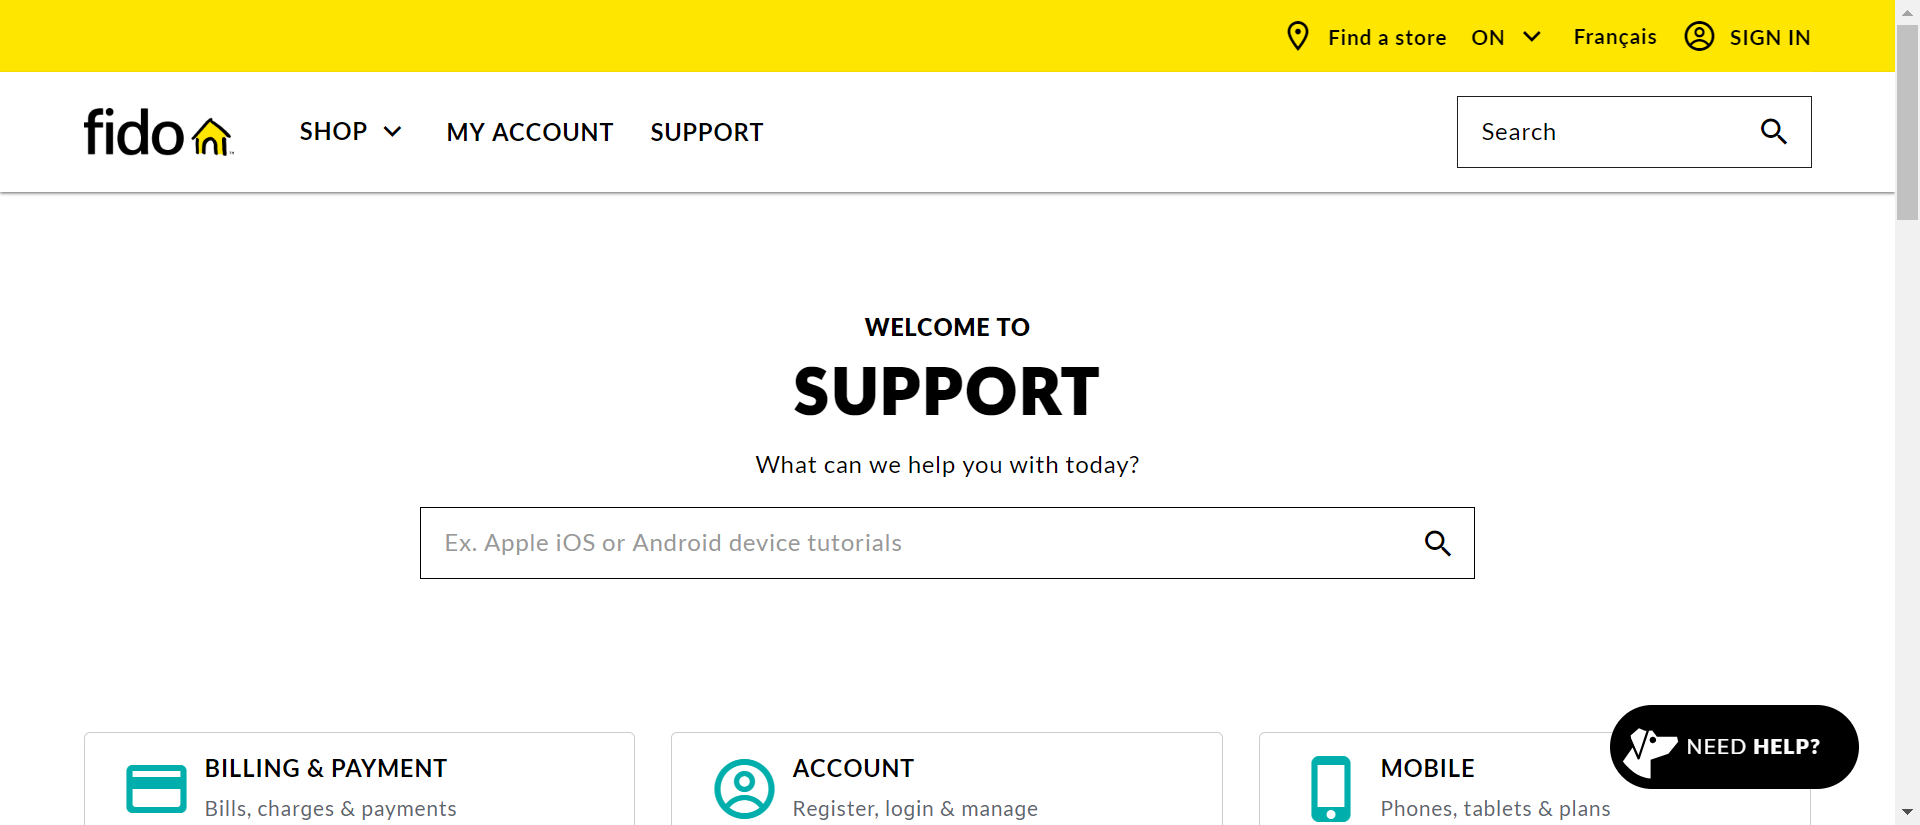 Find a store ON Français SIGN IN
fido SHOP MY ACCOUNT SUPPORT Search
WELCOME TO
SUPPORT
What can we help you with today?
Ex. Apple iOS or Android device tutorials
BILLING & PAYMENT
Bills, charges & payments
ACCOUNT
Register, login & manage
MOBILE
Phones, tablets & plans
NEED HELP?